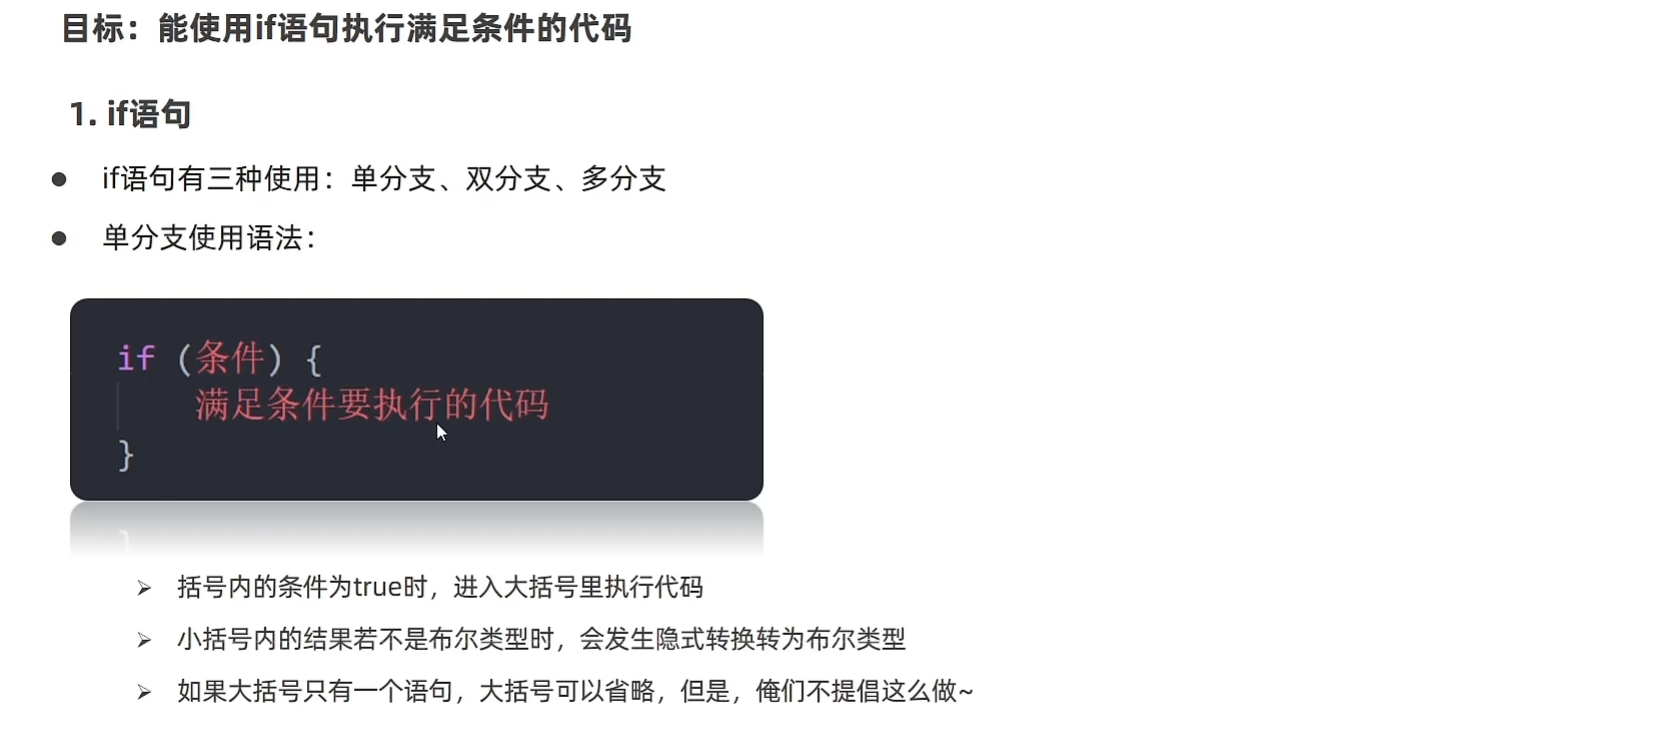 目标：能使用if语句执行满足条件的代码
1. if语句
● if语句有三种使用：单分支、双分支、多分支
● 单分支使用语法：
if (条件) {
满足条件要执行的代码
}
➢ 括号内的条件为true时，进入大括号里执行代码
➢ 小括号内的结果若不是布尔类型时，会发生隐式转换转为布尔类型
➢ 如果大括号只有一个语句，大括号可以省略，但是，俺们不提倡这么做~